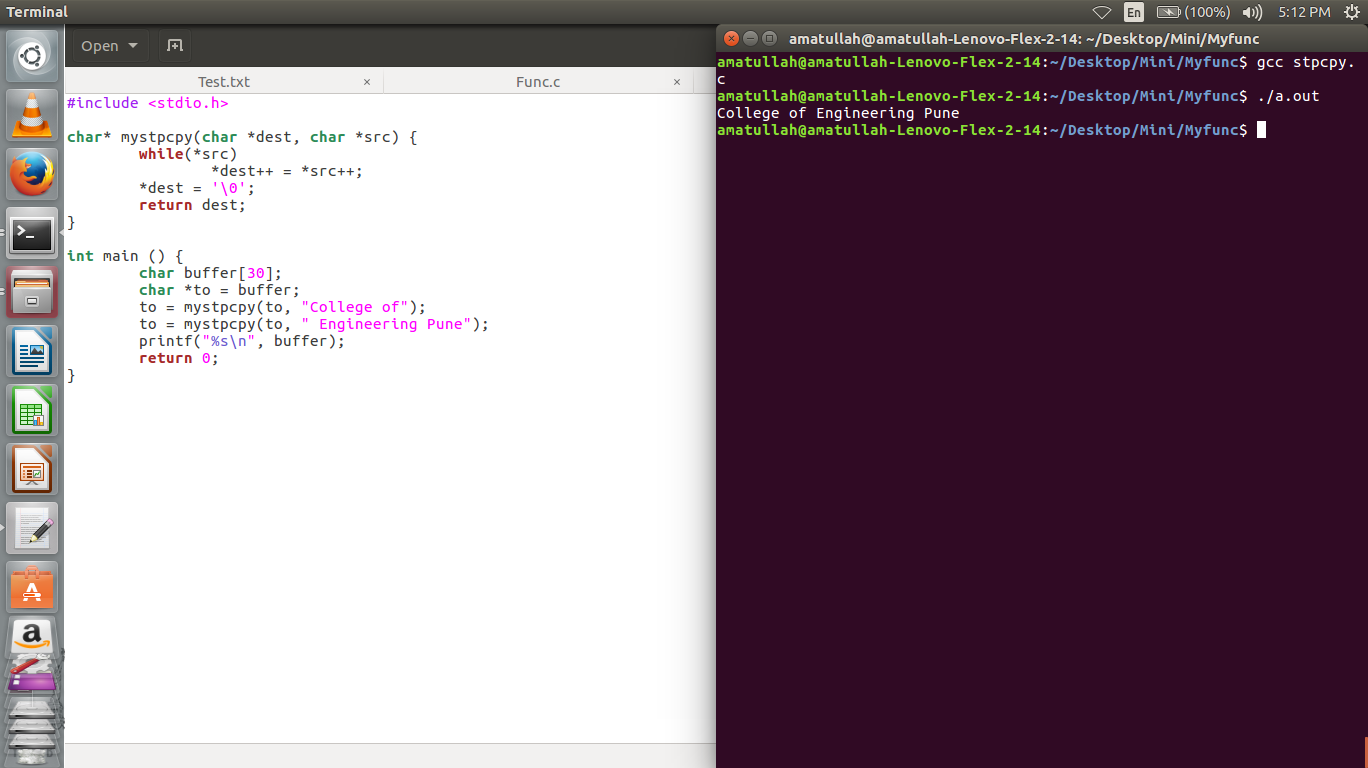 Terminal
En
(100%)
5:12 PM
Open
Test.txt ×
Func.c ×
#include <stdio.h>
char* mystpcpy(char *dest, char *src) {
while(*src)
*dest++ = *src++;
*dest = '\0';
return dest;
}
int main () {
char buffer[30];
char *to = buffer;
to = mystpcpy(to, "College of");
to = mystpcpy(to, " Engineering Pune");
printf("%s\n", buffer);
return 0;
}
amatullah@amatullah-Lenovo-Flex-2-14: ~/Desktop/Mini/Myfunc
amatullah@amatullah-Lenovo-Flex-2-14:~/Desktop/Mini/Myfunc$ gcc stpcpy.
c
amatullah@amatullah-Lenovo-Flex-2-14:~/Desktop/Mini/Myfunc$ ./a.out
College of Engineering Pune
amatullah@amatullah-Lenovo-Flex-2-14:~/Desktop/Mini/Myfunc$